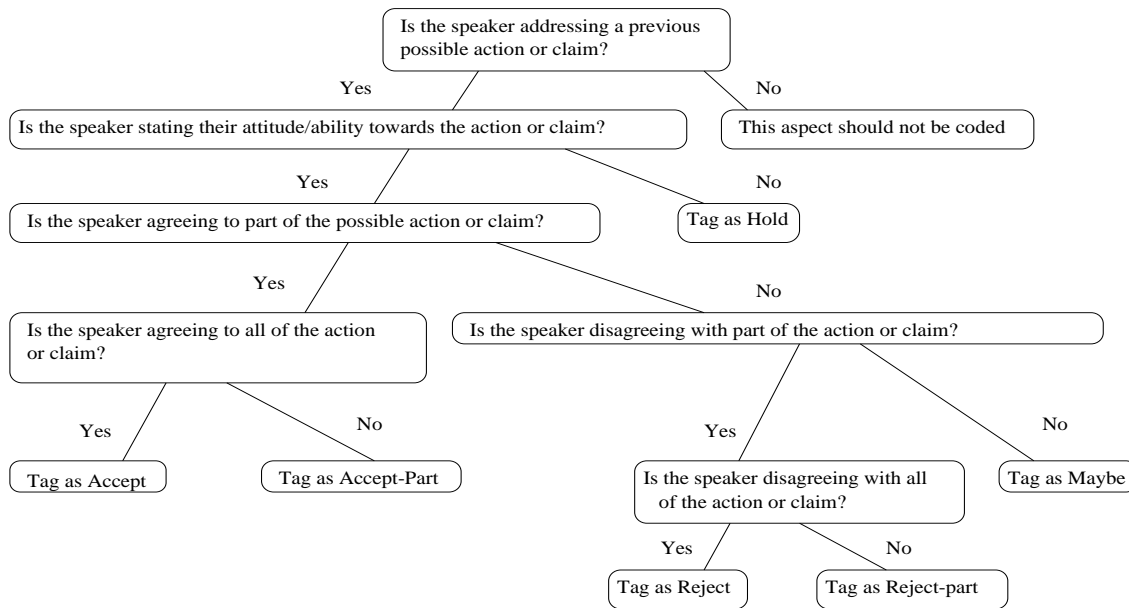 Is the speaker addressing a previous
possible action or claim?
Yes
No
Is the speaker stating their attitude/ability towards the action or claim?
This aspect should not be coded
Yes
No
Is the speaker agreeing to part of the possible action or claim?
Tag as Hold
Yes
No
Is the speaker agreeing to all of the action
or claim?
Is the speaker disagreeing with part of the action or claim?
Yes
No
Yes
No
Tag as Accept
Tag as Accept-Part
Is the speaker disagreeing with all
of the action or claim?
Tag as Maybe
Yes
No
Tag as Reject
Tag as Reject-part